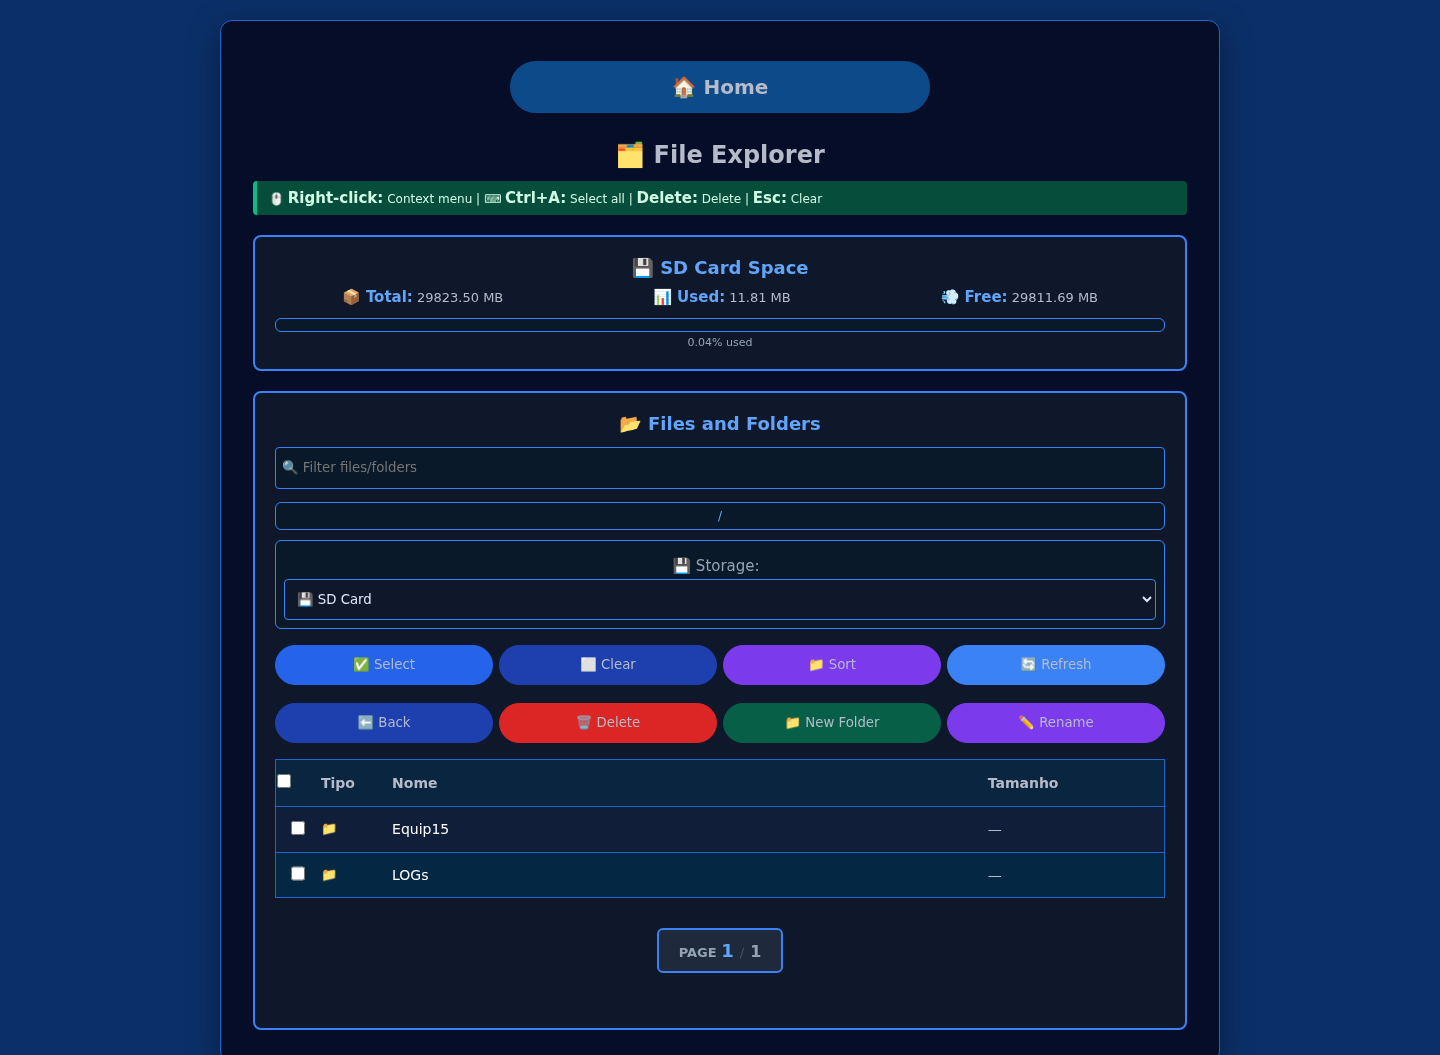 🏠 Home
🗂️ File Explorer
🖱️ Right-click: Context menu | ⌨ Ctrl+A: Select all | Delete: Delete | Esc: Clear
💾 SD Card Space
📦 Total: 29823.50 MB 📊 Used: 11.81 MB 💨 Free: 29811.69 MB
0.04% used
📂 Files and Folders
🔍 Filter files/folders
/
💾 Storage:
💾 SD Card
✅ Select ⬜ Clear 📁 Sort 🔄 Refresh
⬅️ Back 🗑️ Delete 📁 New Folder ✏️ Rename
Tipo Nome Tamanho
📁 Equip15 —
📁 LOGs —
PAGE 1 / 1